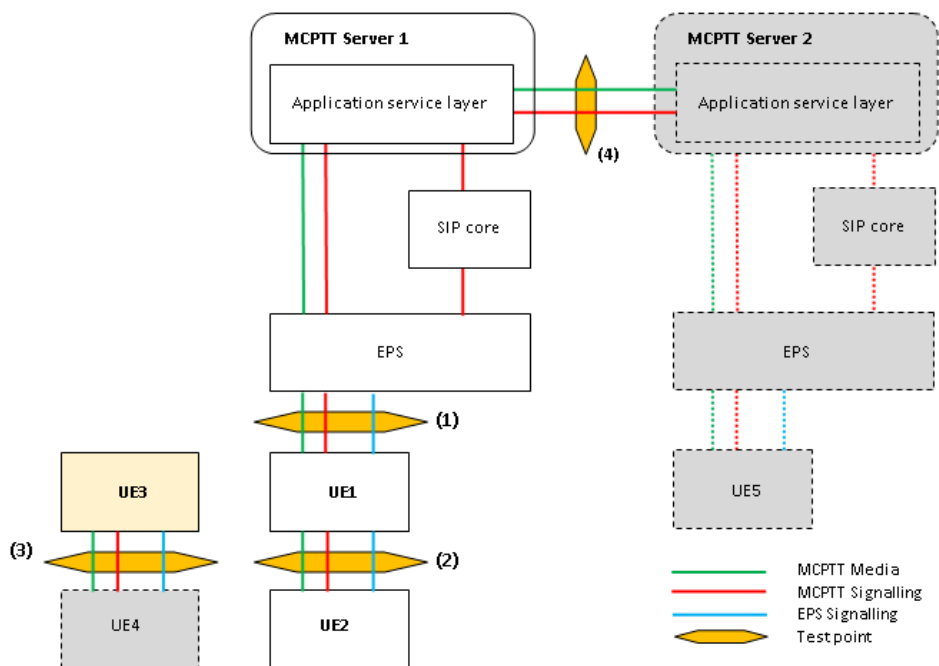 MCPTT Server 1
MCPTT Server 2
Application service layer
Application service layer
(4)
SIP core
SIP core
EPS
EPS
(1)
UE3
UE1
UE5
(3)
(2)
UE4
UE2
MCPTT Media
MCPTT Signalling
EPS Signalling
Test point